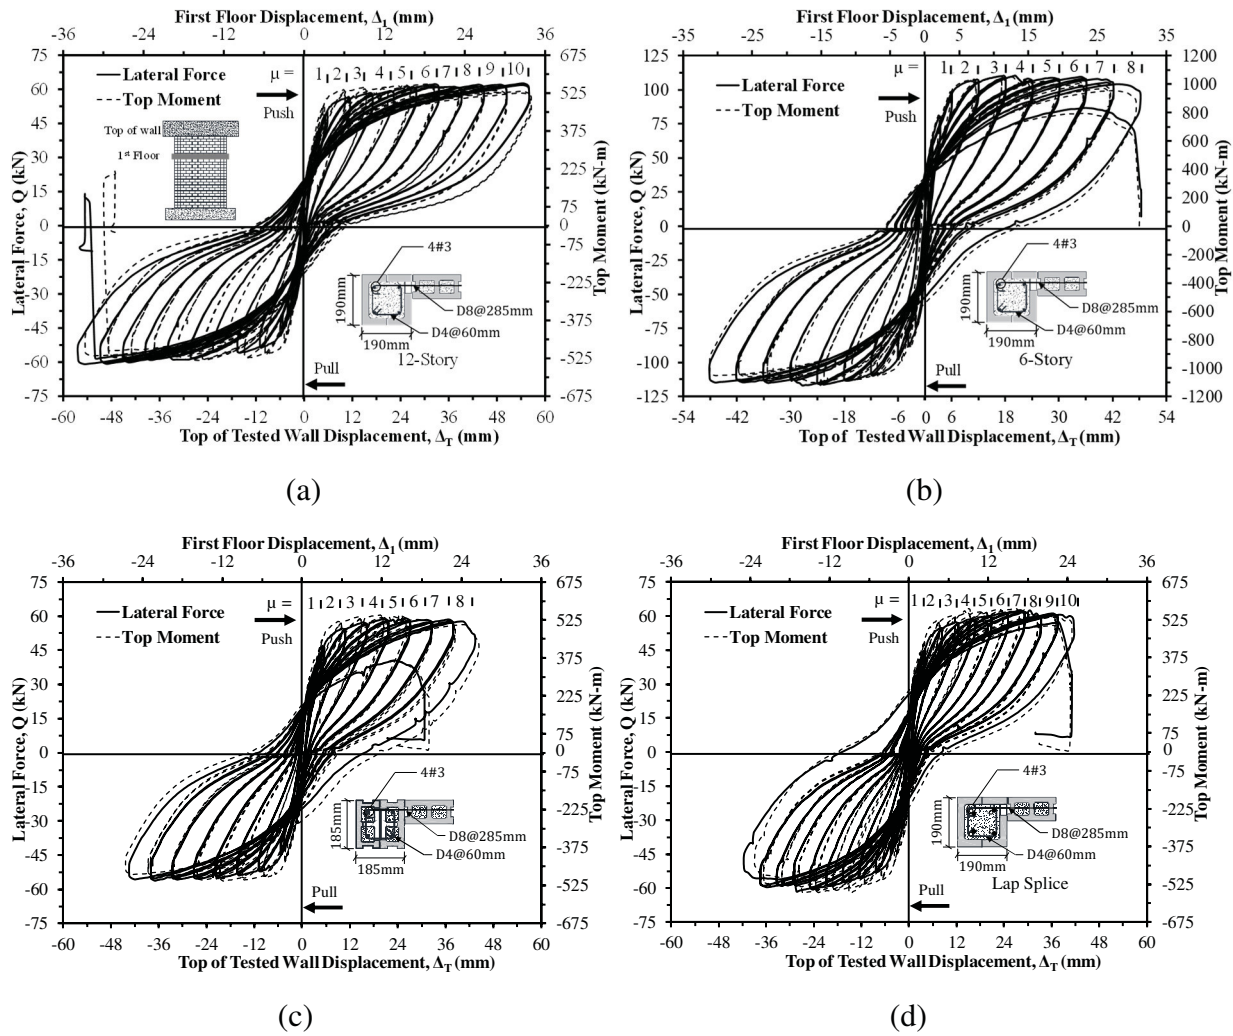 First Floor Displacement, Δ1 (mm)
-36 -24 -12 0 12 24 36
75 60 45 30 15 0 -15 -30 -45 -60 -75
Lateral Force, Q (kN)
Lateral Force
Top Moment
μ = 1 2 3 4 5 6 7 8 9 10
Push
Top of wall
1st Floor
4#3
D8@285mm
D4@60mm
190mm
190mm
12-Story
Pull
675 525 375 225 75 0 -75 -225 -375 -525 -675
Top Moment (kN-m)
-60 -48 -36 -24 -12 0 12 24 36 48 60
Top of Tested Wall Displacement, ΔT (mm)
(a)
First Floor Displacement, Δ1 (mm)
-35 -28 -21 -14 -7 0 5 10 15 20 25 30 35
125 100 75 50 25 0 -25 -50 -75 -100 -125
Lateral Force, Q (kN)
Lateral Force
Top Moment
μ = 1 2 3 4 5 6 7 8
Push
4#3
D8@285mm
D4@60mm
190mm
190mm
6-Story
Pull
1200 1000 800 600 400 200 0 -200 -400 -600 -800 -1000 -1200
Top Moment (kN-m)
-54 -42 -30 -18 -6 0 6 18 30 42 54
Top of Tested Wall Displacement, ΔT (mm)
(b)
First Floor Displacement, Δ1 (mm)
-36 -24 -12 0 12 24 36
75 60 45 30 15 0 -15 -30 -45 -60 -75
Lateral Force, Q (kN)
Lateral Force
Top Moment
μ = 1 2 3 4 5 6 7 8
Push
4#3
D8@285mm
D4@60mm
185mm
185mm
Pull
675 525 375 225 75 0 -75 -225 -375 -525 -675
Top Moment (kN-m)
-60 -48 -36 -24 -12 0 12 24 36 48 60
Top of Tested Wall Displacement, ΔT (mm)
(c)
First Floor Displacement, Δ1 (mm)
-36 -24 -12 0 12 24 36
75 60 45 30 15 0 -15 -30 -45 -60 -75
Lateral Force, Q (kN)
Lateral Force
Top Moment
μ = 1 2 3 4 5 6 7 8 9 10
Push
4#3
D8@285mm
D4@60mm
190mm
190mm
Lap Splice
Pull
675 525 375 225 75 0 -75 -225 -375 -525 -675
Top Moment (kN-m)
-60 -48 -36 -24 -12 0 12 24 36 48 60
Top of Tested Wall Displacement, ΔT (mm)
(d)